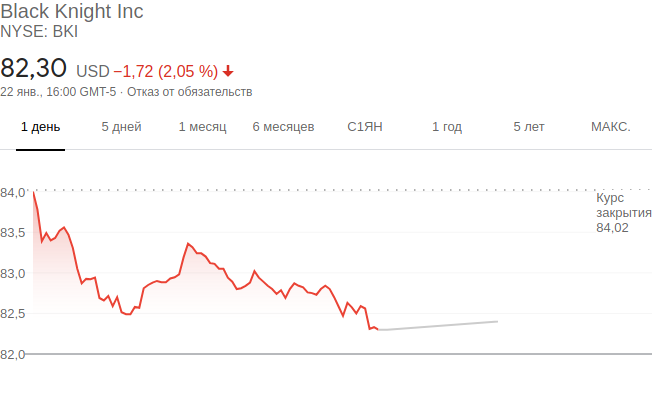 Black Knight Inc
NYSE: BKI
82,30 USD −1,72 (2,05 %)
22 янв., 16:00 GMT-5 · Отказ от обязательств
1 день 5 дней 1 месяц 6 месяцев С1ЯН 1 год 5 лет МАКС.
84,0
Курс
закрытия
84,02
83,5
83,0
82,5
82,0